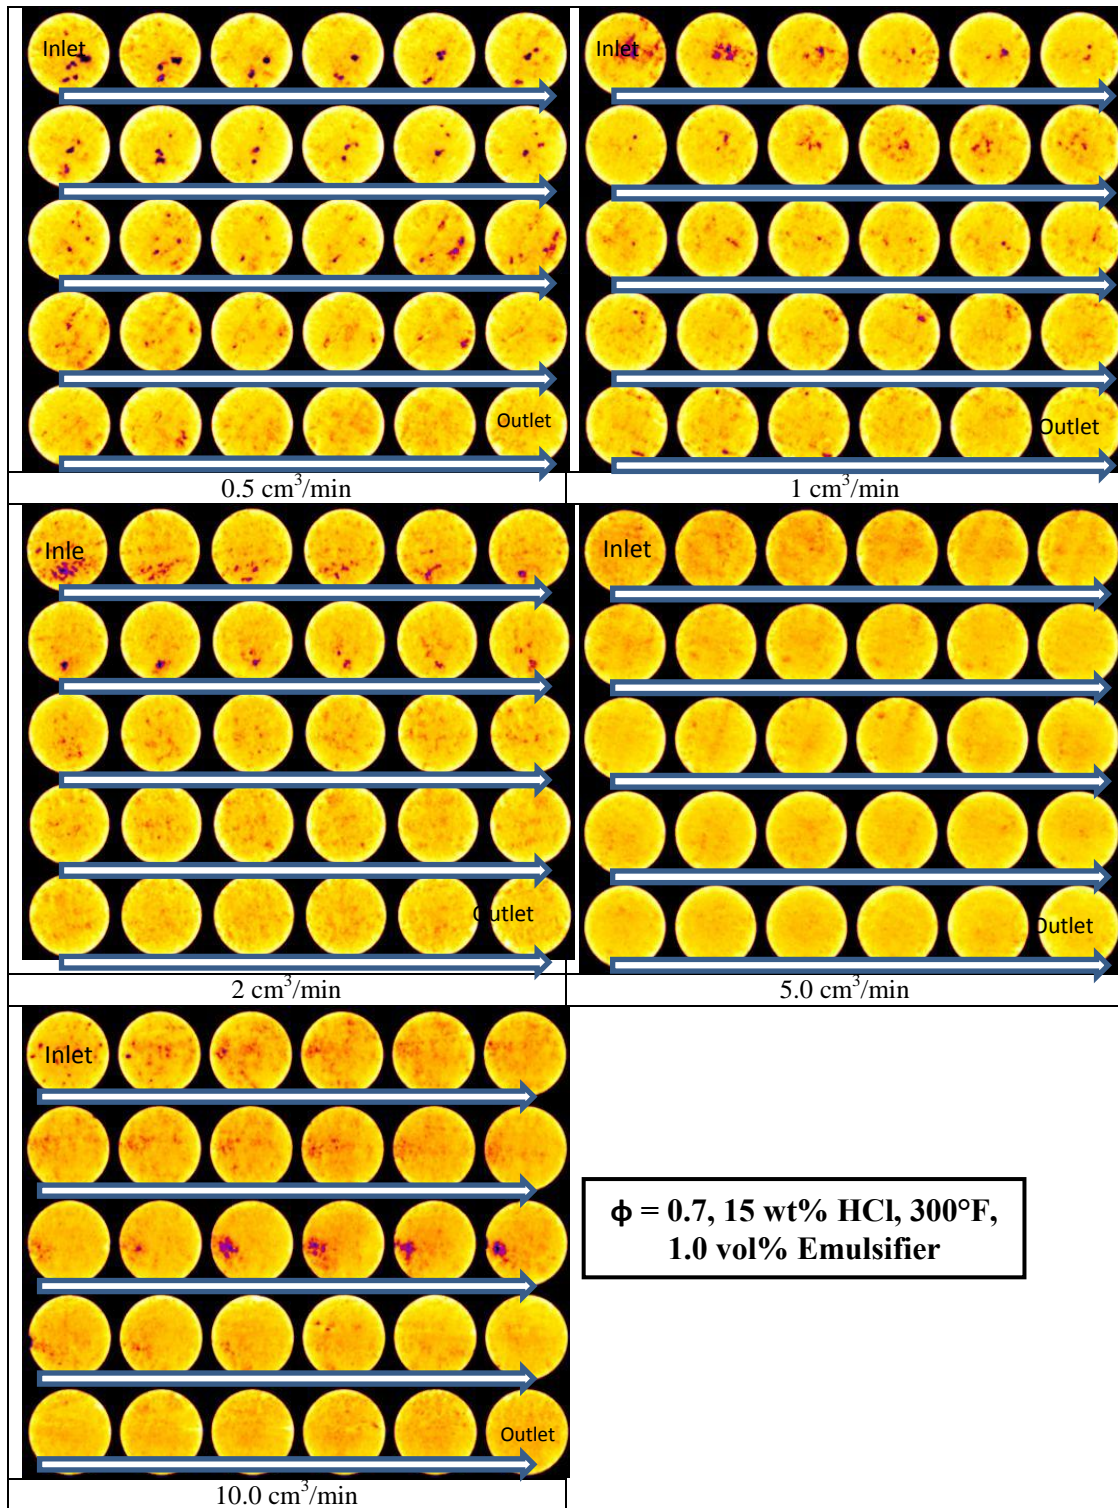 Inlet
Inlet
Outlet
Outlet
0.5 cm³/min
1 cm³/min
Inle
Inlet
Outlet
Outlet
2 cm³/min
5.0 cm³/min
Inlet
Outlet
10.0 cm³/min
ϕ = 0.7, 15 wt% HCl, 300°F,
1.0 vol% Emulsifier